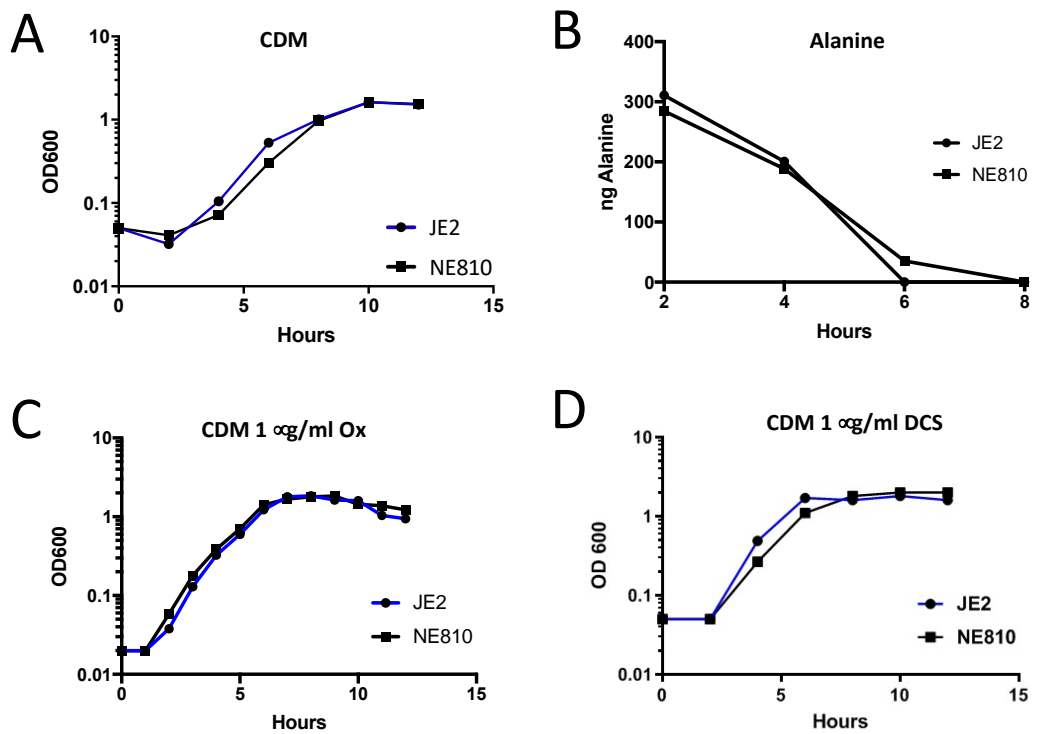 A
CDM
10
1
0.1
0.01
OD600
0
5
10
15
Hours
JE2
NE810
B
Alanine
400
300
200
100
0
ng Alanine
2
4
6
8
Hours
JE2
NE810
C
CDM 1 ∝g/ml Ox
10
1
0.1
0.01
OD600
0
5
10
15
Hours
JE2
NE810
D
CDM 1 ∝g/ml DCS
10
1
0.1
0.01
OD 600
0
5
10
15
Hours
JE2
NE810